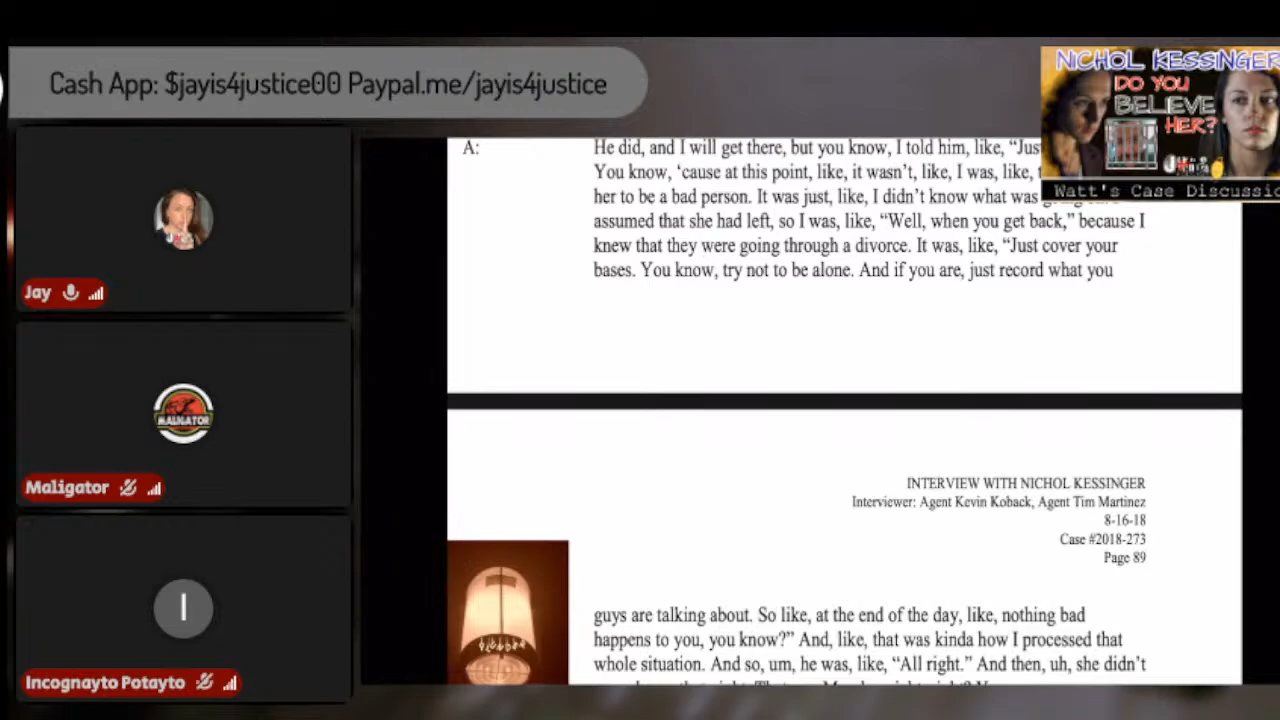 Cash App: $jayis4justice00 Paypal.me/jayis4justice
NICHOL KESSINGER
DO YOU
BELIEVE
HER?
Watt's Case Discussio
Jay
MALIGATOR
Maligator
I
Incognayto Potayto
A:
He did, and I will get there, but you know, I told him, like, “Jus
You know, ‘cause at this point, like, it wasn’t, like, I was, like,
her to be a bad person. It was just, like, I didn’t know what was
assumed that she had left, so I was, like, “Well, when you get back,” because I
knew that they were going through a divorce. It was, like, “Just cover your
bases. You know, try not to be alone. And if you are, just record what you
INTERVIEW WITH NICHOL KESSINGER
Interviewer: Agent Kevin Koback, Agent Tim Martinez
8-16-18
Case #2018-273
Page 89
guys are talking about. So like, at the end of the day, like, nothing bad
happens to you, you know?” And, like, that was kinda how I processed that
whole situation. And so, um, he was, like, “All right.” And then, uh, she didn’t